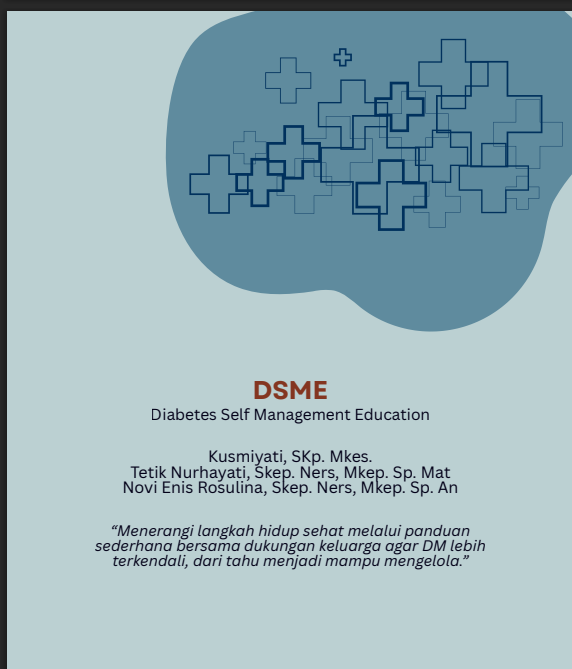 DSME
Diabetes Self Management Education
Kusmiyati, SKp. Mkes.
Tetik Nurhayati, Skep. Ners, Mkep. Sp. Mat
Novi Enis Rosulina, Skep. Ners, Mkep. Sp. An
“Menerangi langkah hidup sehat melalui panduan
sederhana bersama dukungan keluarga agar DM lebih
terkendali, dari tahu menjadi mampu mengelola.”